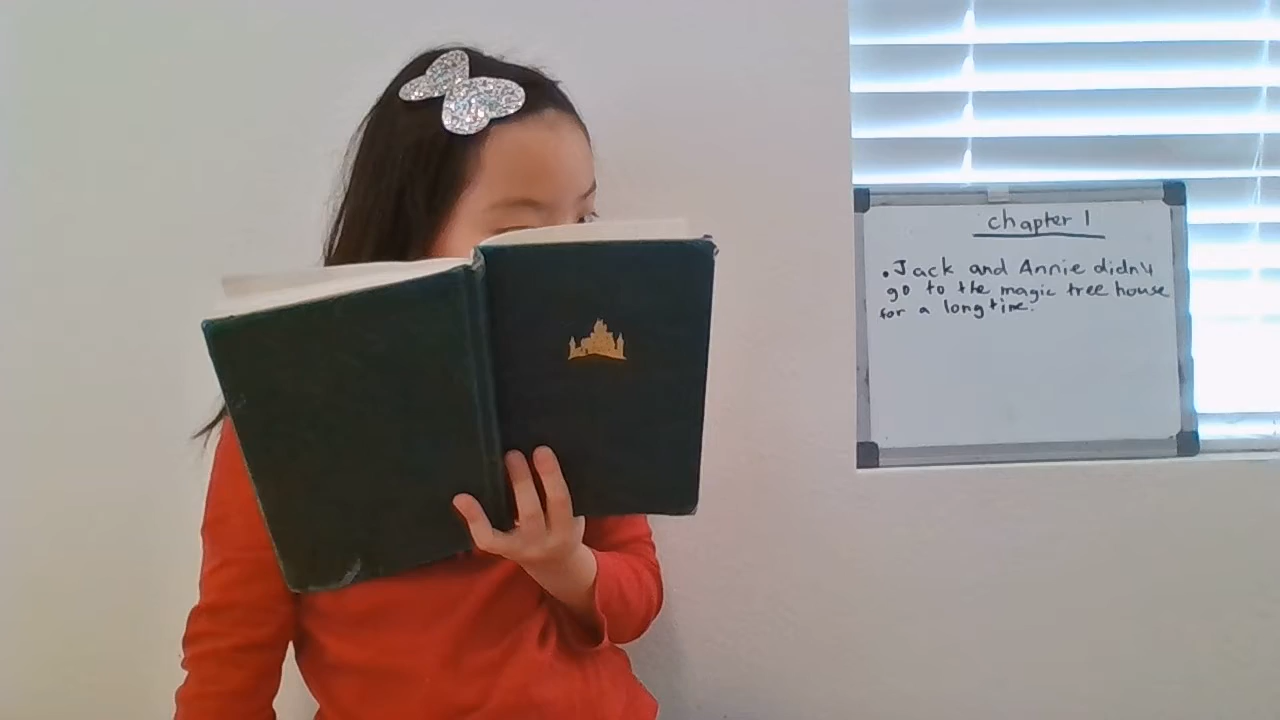 chapter 1
• Jack and Annie didn't
go to the magic tree house
for a long time.